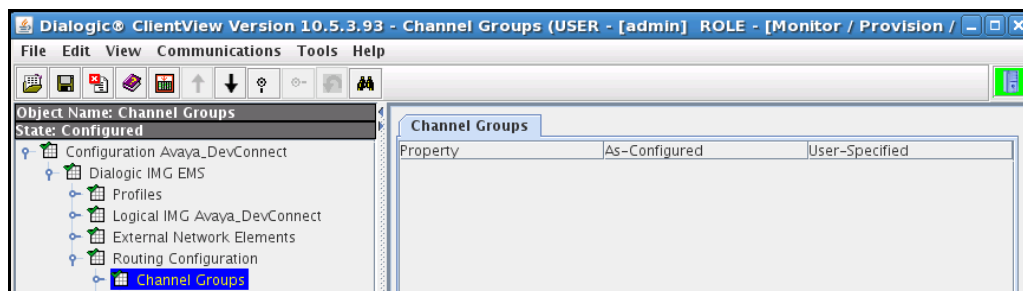 Dialogic® ClientView Version 10.5.3.93 - Channel Groups (USER - [admin] ROLE - [Monitor / Provision /
File Edit View Communications Tools Help
Object Name: Channel Groups
State: Configured
Configuration Avaya_DevConnect
Dialogic IMG EMS
Profiles
Logical IMG Avaya_DevConnect
External Network Elements
Routing Configuration
Channel Groups
Channel Groups
Property As-Configured User-Specified